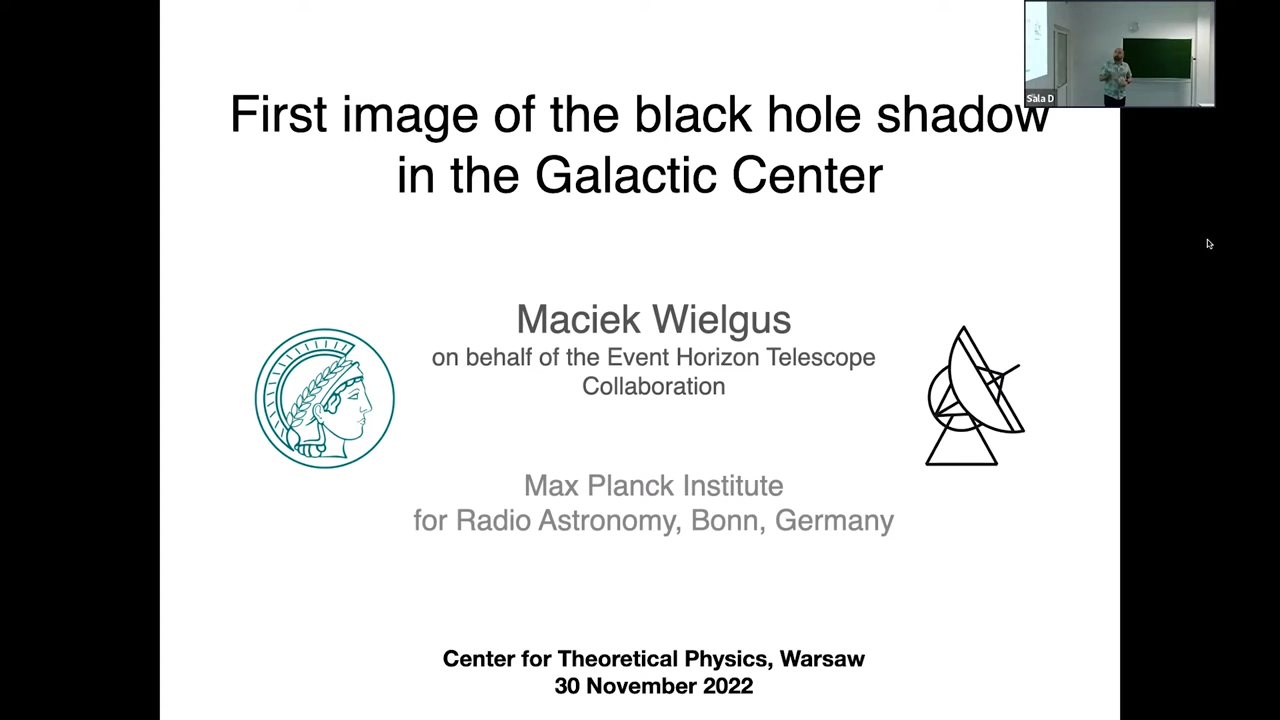 Sala D
First image of the black hole shadow
in the Galactic Center
Maciek Wielgus
on behalf of the Event Horizon Telescope
Collaboration
Max Planck Institute
for Radio Astronomy, Bonn, Germany
Center for Theoretical Physics, Warsaw
30 November 2022